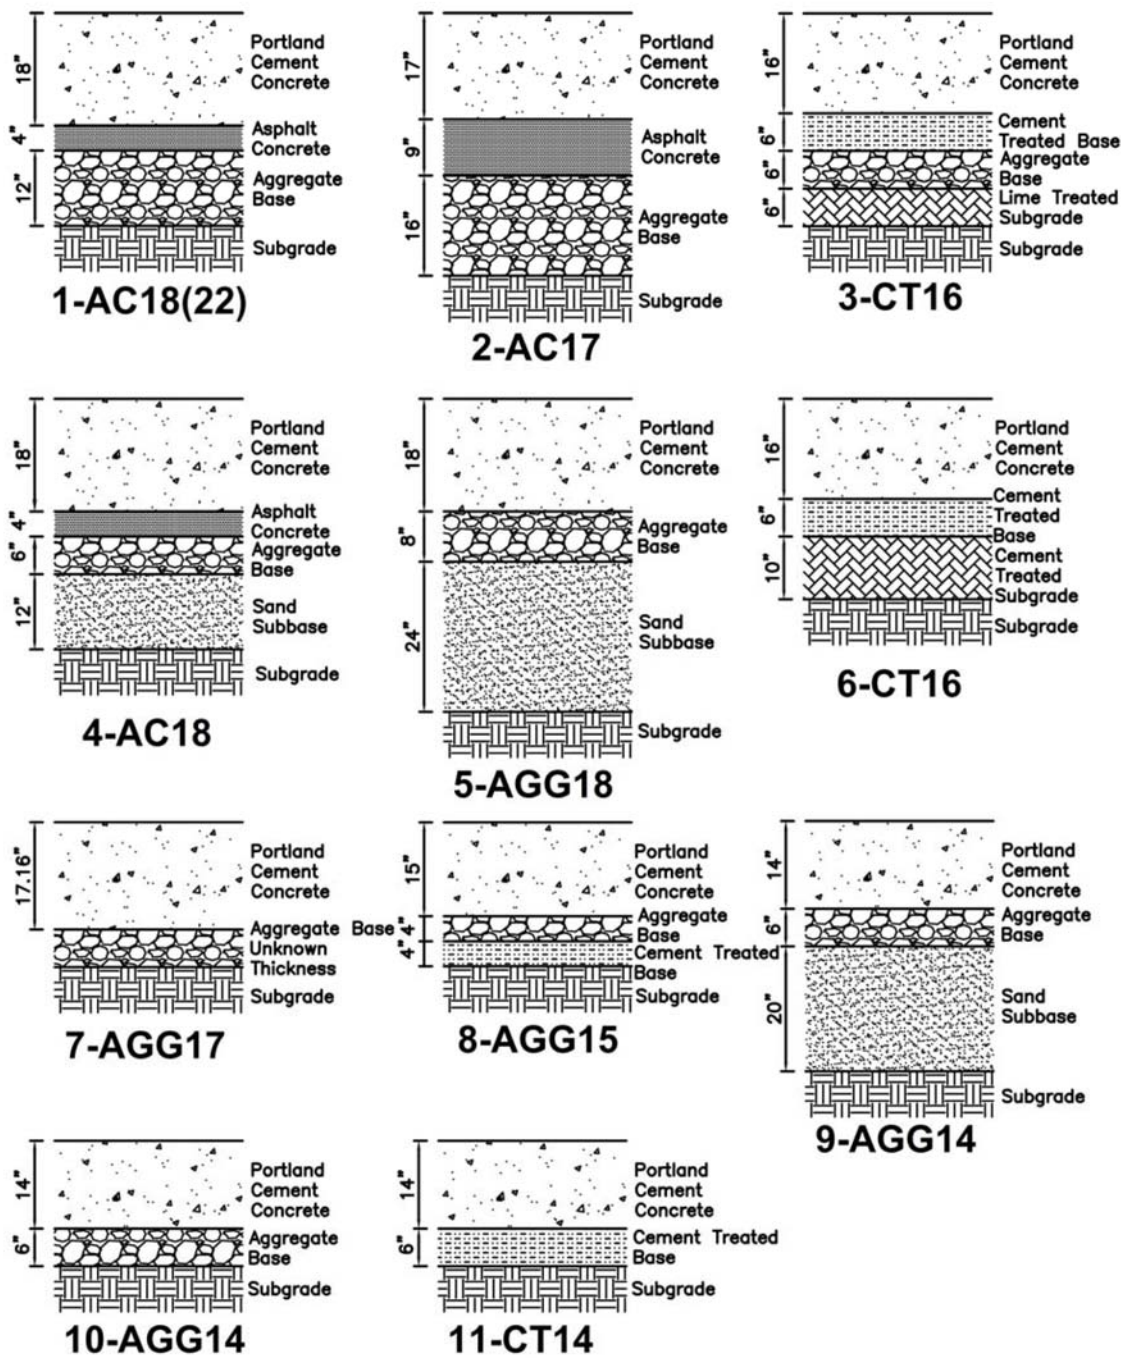 18”
Portland
Cement
Concrete
4”
Asphalt
Concrete
12”
Aggregate
Base
Subgrade
1-AC18(22)
17”
Portland
Cement
Concrete
9”
Asphalt
Concrete
16”
Aggregate
Base
Subgrade
2-AC17
16”
Portland
Cement
Concrete
6”
Cement
Treated Base
6”
Aggregate
Base
6”
Lime Treated
Subgrade
Subgrade
3-CT16
18”
Portland
Cement
Concrete
4”
Asphalt
Concrete
6”
Aggregate
Base
12”
Sand
Subbase
Subgrade
4-AC18
18”
Portland
Cement
Concrete
8”
Aggregate
Base
24”
Sand
Subbase
Subgrade
5-AGG18
16”
Portland
Cement
Concrete
6”
Cement
Treated
Base
10”
Cement
Treated
Subgrade
Subgrade
6-CT16
17.16”
Portland
Cement
Concrete
Aggregate Base
Unknown
Thickness
Subgrade
7-AGG17
15”
Portland
Cement
Concrete
4”
Aggregate
Base
4”
Cement Treated
Base
Subgrade
8-AGG15
14”
Portland
Cement
Concrete
6”
Aggregate
Base
20”
Sand
Subbase
Subgrade
9-AGG14
14”
Portland
Cement
Concrete
6”
Aggregate
Base
Subgrade
10-AGG14
14”
Portland
Cement
Concrete
6”
Cement Treated
Base
Subgrade
11-CT14